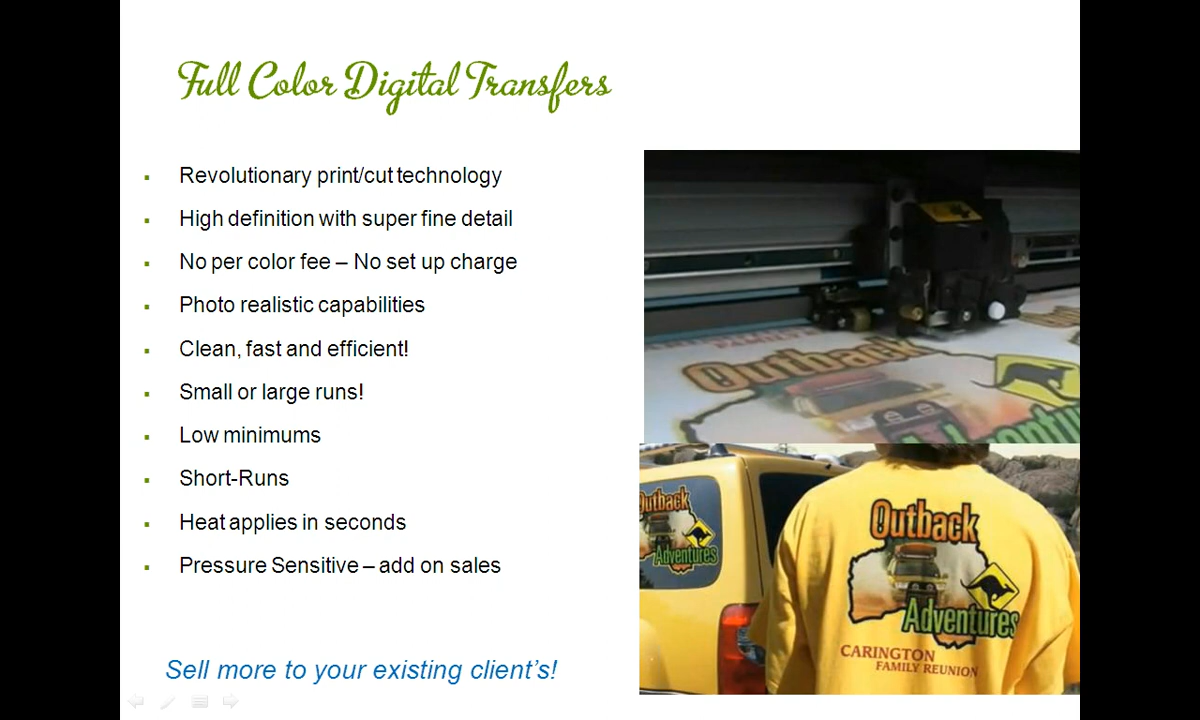 Full Color Digital Transfers
Revolutionary print/cut technology
High definition with super fine detail
No per color fee – No set up charge
Photo realistic capabilities
Clean, fast and efficient!
Small or large runs!
Low minimums
Short-Runs
Heat applies in seconds
Pressure Sensitive – add on sales
Sell more to your existing client's!
Outback
Adventures
Outback
Adventures
Outback
Adventures
CARINGTON
FAMILY REUNION